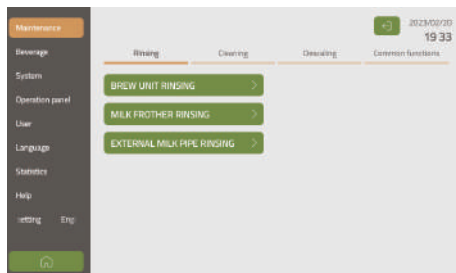 Maintenance
Beverage
System
Operation panel
User
Language
Statistics
Help
setting Eng
2023/02/20
19 33
Rinsing Cleaning Descaling Common functions
BREW UNIT RINSING
MILK FROTHER RINSING
EXTERNAL MILK PIPE RINSING